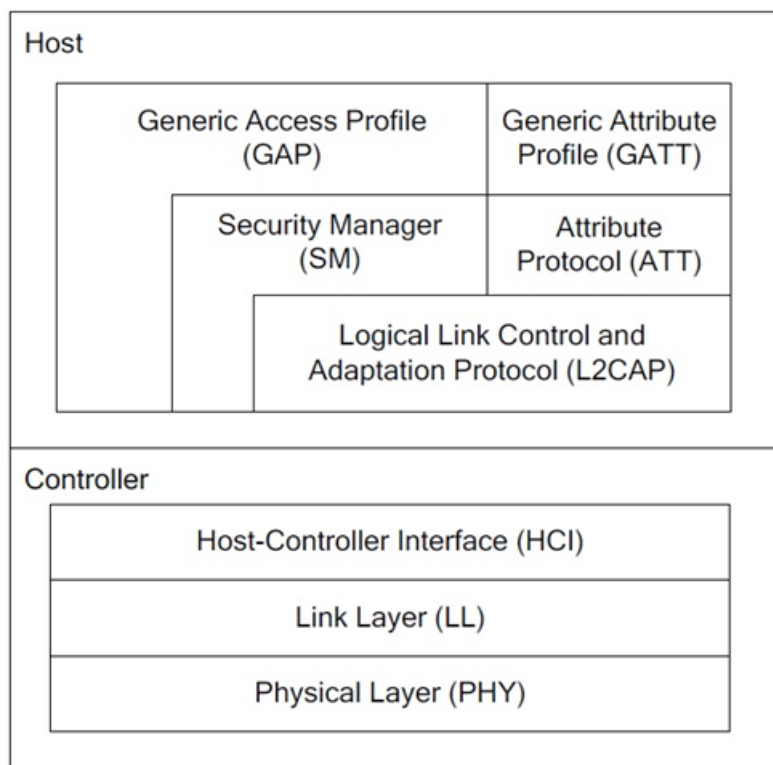 Host
Generic Access Profile
(GAP)
Generic Attribute
Profile (GATT)
Security Manager
(SM)
Attribute
Protocol (ATT)
Logical Link Control and
Adaptation Protocol (L2CAP)
Controller
Host-Controller Interface (HCI)
Link Layer (LL)
Physical Layer (PHY)